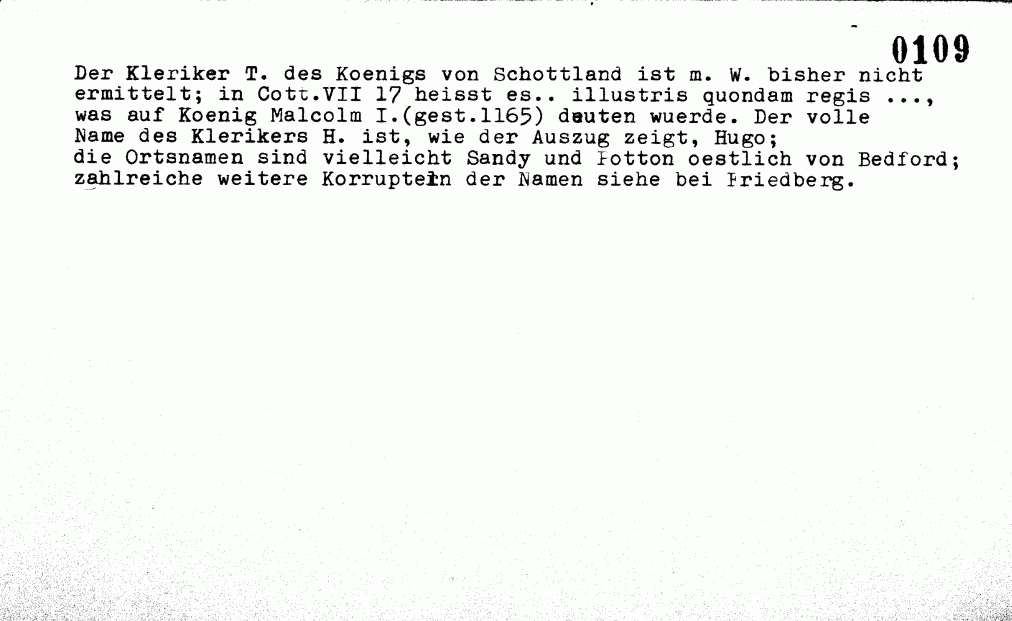 0109
Der Kleriker T. des Koenigs von Schottland ist m. W. bisher nicht
ermittelt; in Cott.VII 17 heisst es.. illustris quondam regis ...,
was auf Koenig Malcolm I.(gest.1165) deuten wuerde. Der volle
Name des Klerikers H. ist, wie der Auszug zeigt, Hugo;
die Ortsnamen sind vielleicht Sandy und Potton oestlich von Bedford;
zahlreiche weitere Korrupteln der Namen siehe bei Friedberg.